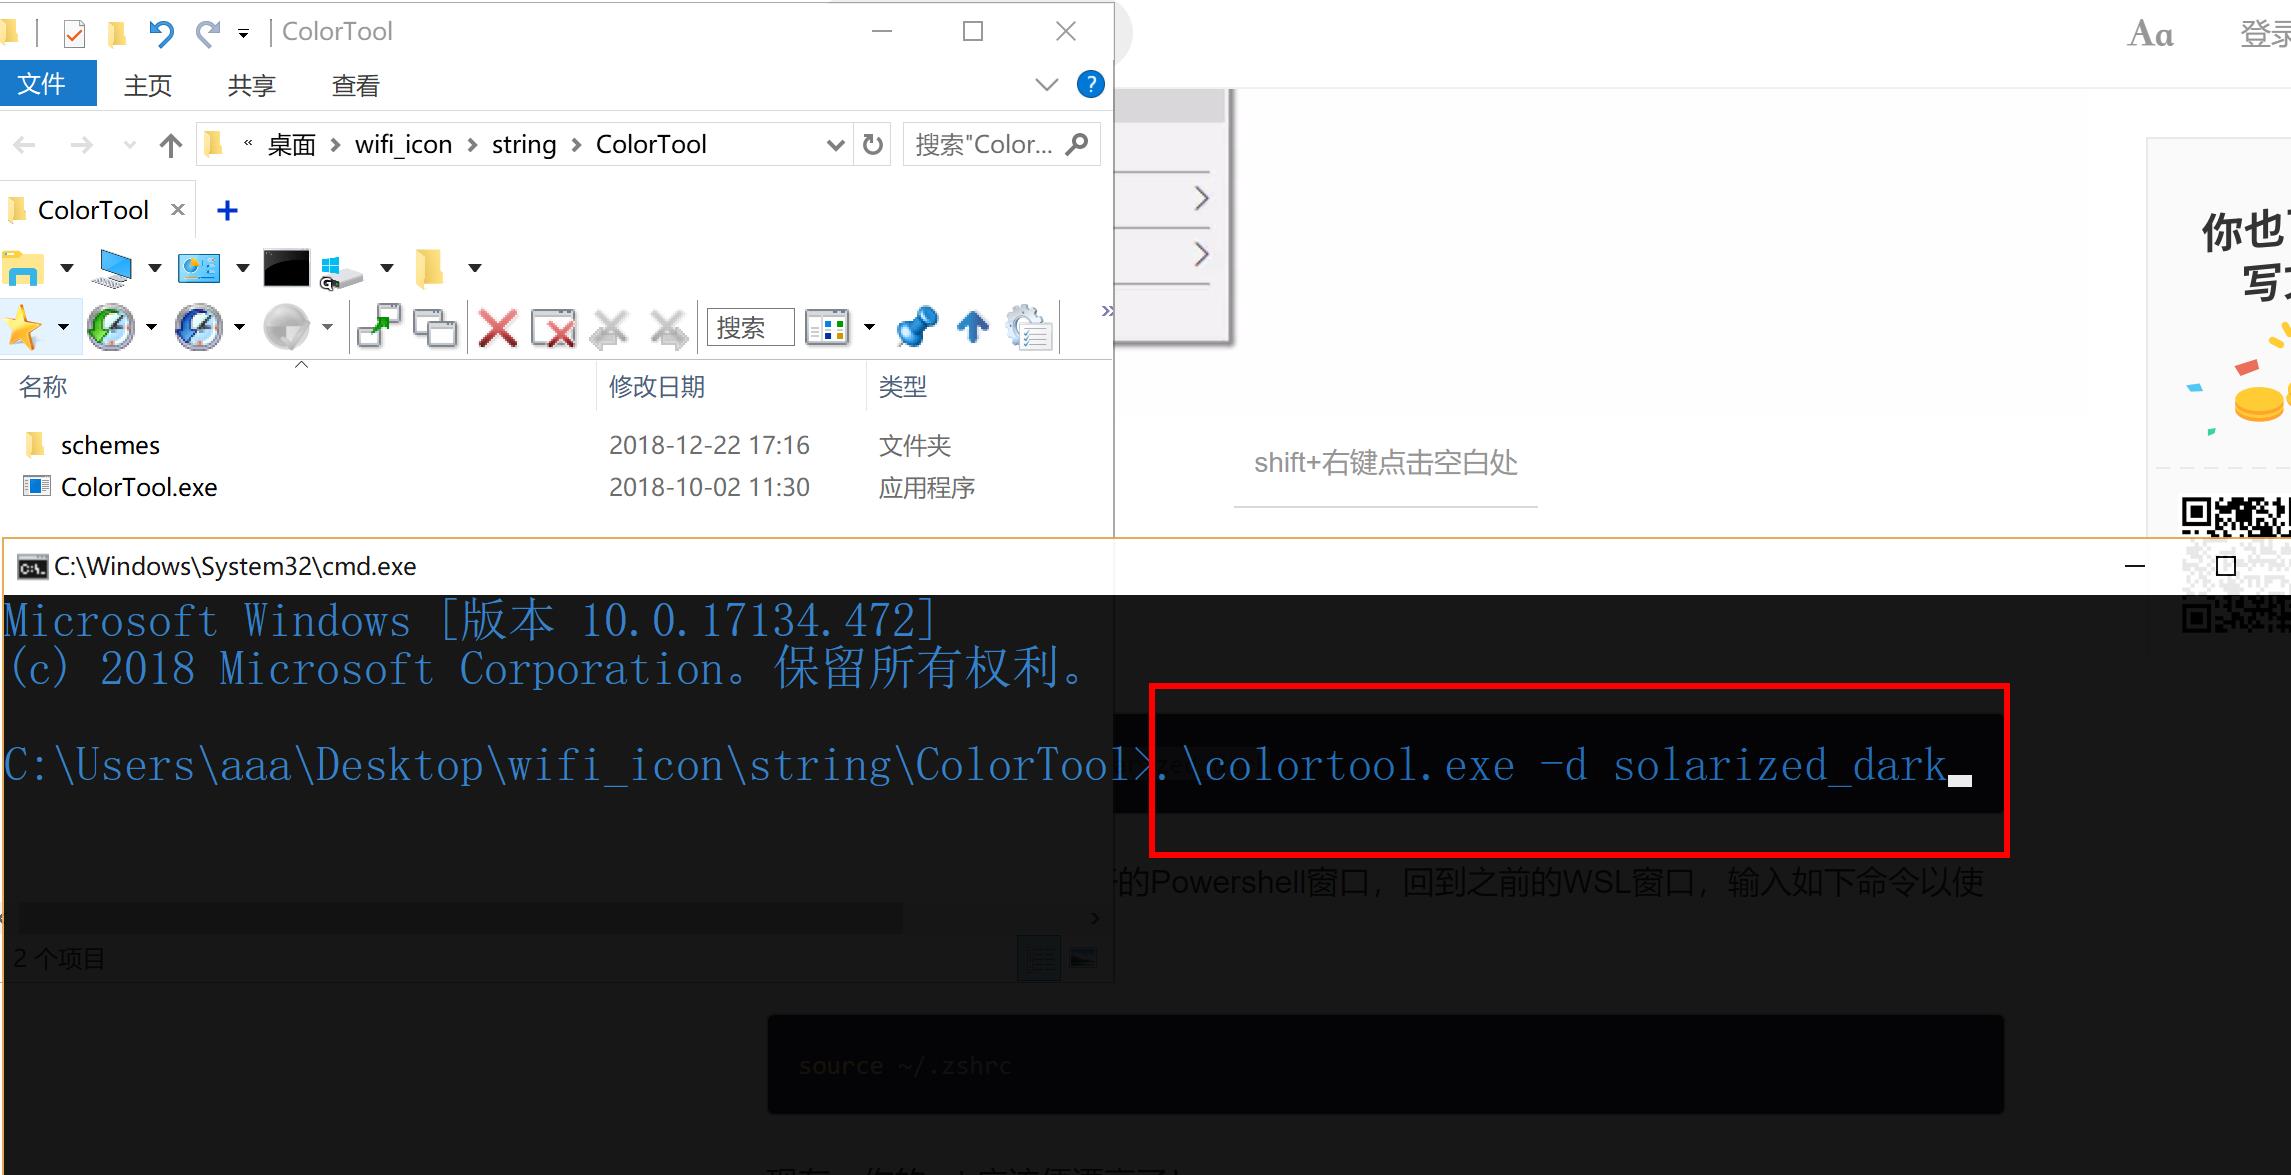 ColorTool
Aa
登录
文件 主页 共享 查看
« 桌面 > wifi_icon > string > ColorTool
搜索"Color...
ColorTool
你也
写
搜索
»
名称 修改日期 类型
schemes 2018-12-22 17:16 文件夹
ColorTool.exe 2018-10-02 11:30 应用程序
shift+右键点击空白处
C:\Windows\System32\cmd.exe
Microsoft Windows [版本 10.0.17134.472]
(c) 2018 Microsoft Corporation。保留所有权利。
C:\Users\aaa\Desktop\wifi_icon\string\ColorTool>.\colortool.exe -d solarized_dark
的Powershell窗口，回到之前的WSL窗口，输入如下命令以使
2 个项目
source ~/.zshrc